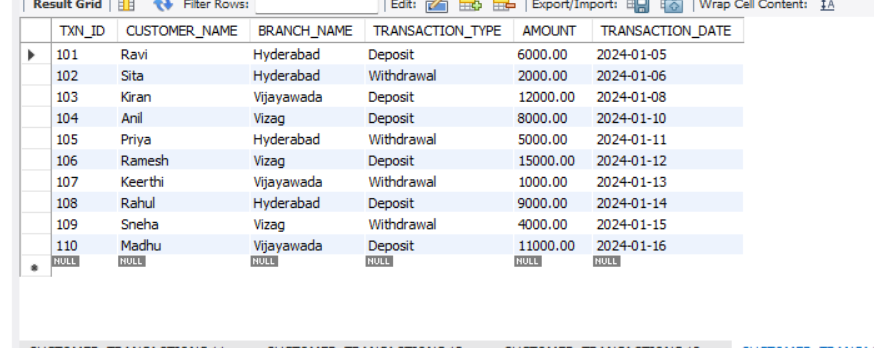 Result Grid Filter Rows: Edit: Export/Import: Wrap Cell Content: IA
TXN_ID CUSTOMER_NAME BRANCH_NAME TRANSACTION_TYPE AMOUNT TRANSACTION_DATE
101 Ravi Hyderabad Deposit 6000.00 2024-01-05
102 Sita Hyderabad Withdrawal 2000.00 2024-01-06
103 Kiran Vijayawada Deposit 12000.00 2024-01-08
104 Anil Vizag Deposit 8000.00 2024-01-10
105 Priya Hyderabad Withdrawal 5000.00 2024-01-11
106 Ramesh Vizag Deposit 15000.00 2024-01-12
107 Keerthi Vijayawada Withdrawal 1000.00 2024-01-13
108 Rahul Hyderabad Deposit 9000.00 2024-01-14
109 Sneha Vizag Withdrawal 4000.00 2024-01-15
110 Madhu Vijayawada Deposit 11000.00 2024-01-16
NULL NULL NULL NULL NULL NULL